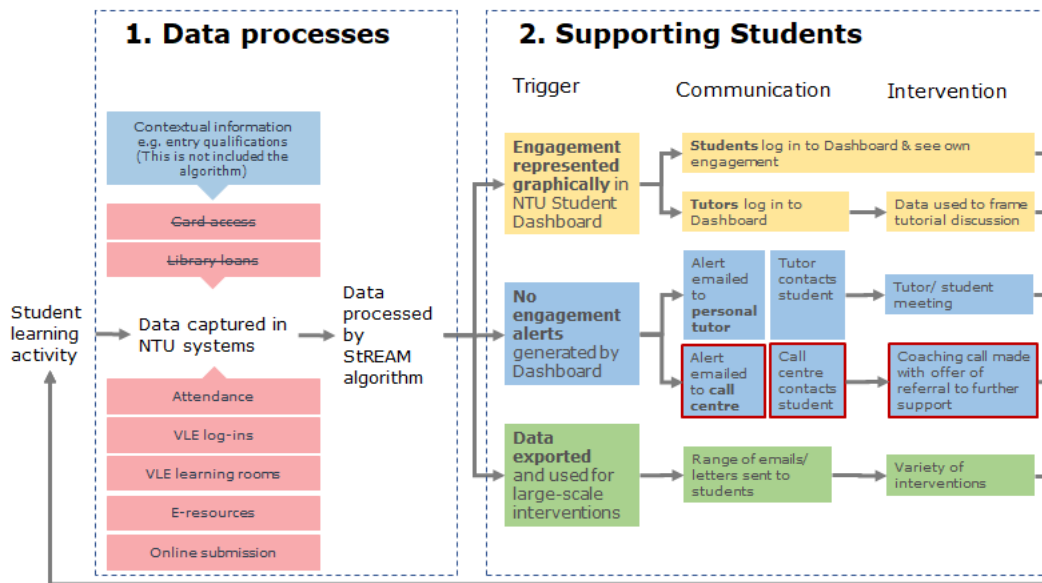 1. Data processes
Contextual information
e.g. entry qualifications
(This is not included the
algorithm)
Card access
Library loans
Student
learning
activity
Data captured in
NTU systems
Data
processed
by
StREAM
algorithm
Attendance
VLE log-ins
VLE learning rooms
E-resources
Online submission
2. Supporting Students
Trigger
Communication
Intervention
Engagement
represented
graphically in
NTU Student
Dashboard
Students log in to Dashboard & see own
engagement
Tutors log in to
Dashboard
Data used to frame
tutorial discussion
No
engagement
alerts
generated by
Dashboard
Alert
emailed
to
personal
tutor
Tutor
contacts
student
Tutor/ student
meeting
Alert
emailed
to call
centre
Call
centre
contacts
student
Coaching call made
with offer of
referral to further
support
Data
exported
and used for
large-scale
interventions
Range of emails/
letters sent to
students
Variety of
interventions